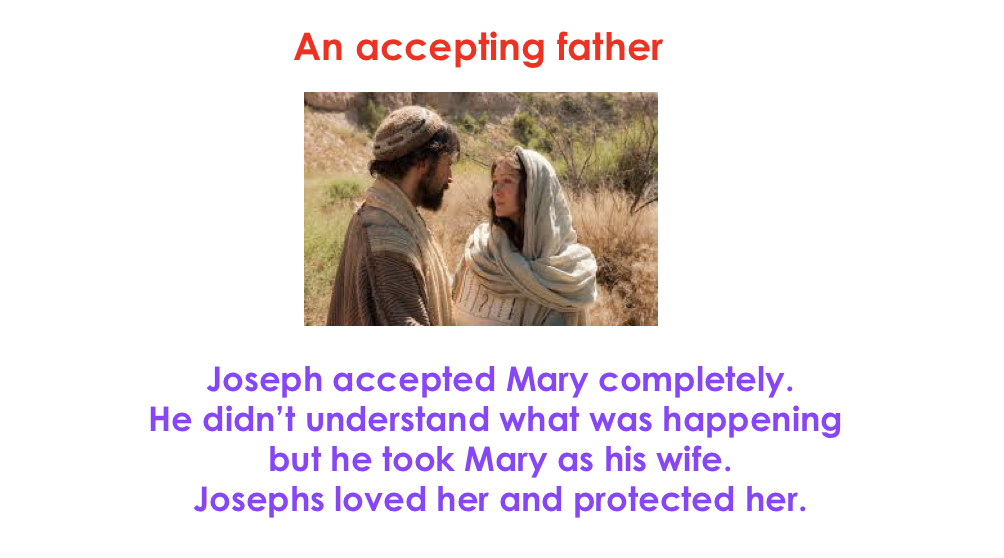 An accepting father
Joseph accepted Mary completely.
He didn’t understand what was happening
but he took Mary as his wife.
Josephs loved her and protected her.